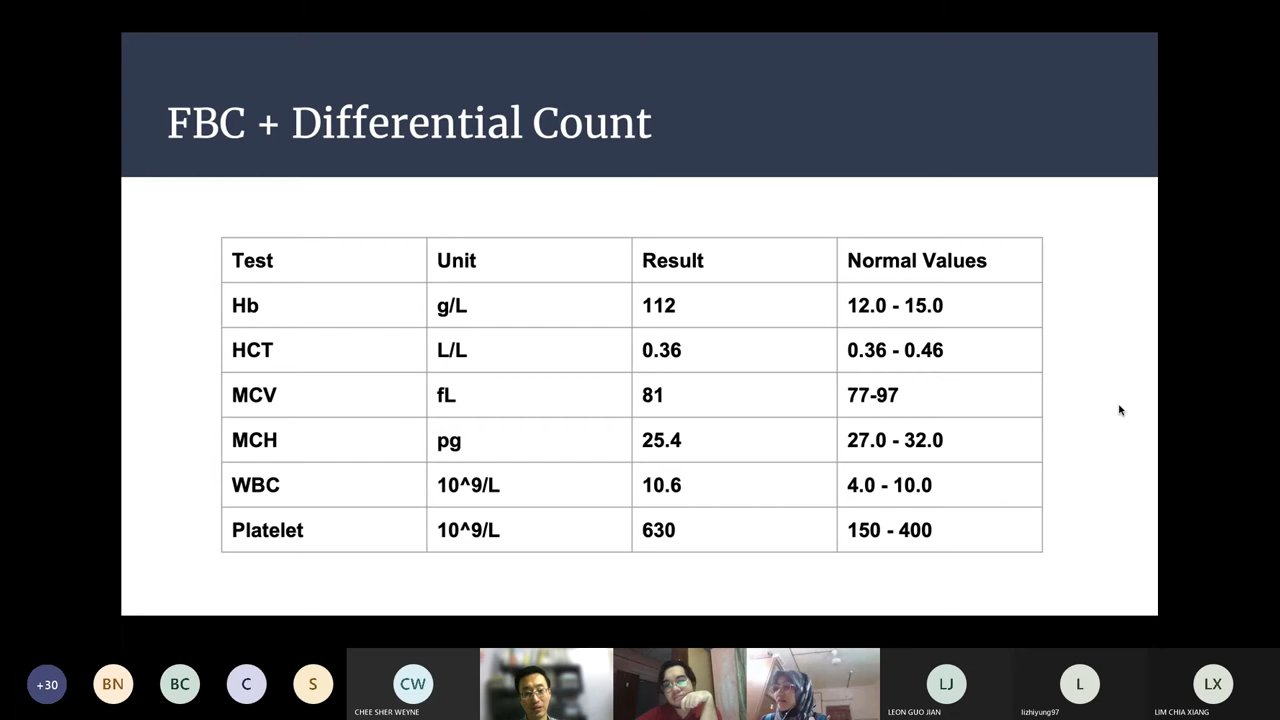 FBC + Differential Count
Test Unit Result Normal Values
Hb g/L 112 12.0 - 15.0
HCT L/L 0.36 0.36 - 0.46
MCV fL 81 77-97
MCH pg 25.4 27.0 - 32.0
WBC 10^9/L 10.6 4.0 - 10.0
Platelet 10^9/L 630 150 - 400
+30 BN BC C S CW LJ L LX
CHEE SHER WEYNE LEON GUO JIAN lizhiyung97 LIM CHIA XIANG